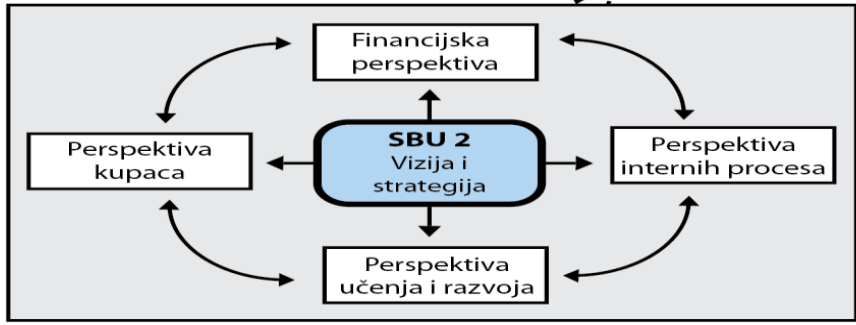 Financijska
perspektiva
Perspektiva
kupaca
SBU 2
Vizija i
strategija
Perspektiva
internih procesa
Perspektiva
učenja i razvoja